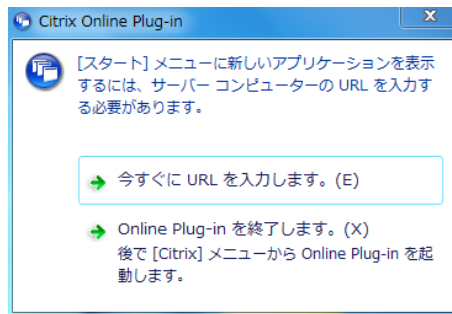 Citrix Online Plug-in
[スタート] メニューに新しいアプリケーションを表示
するには、サーバー コンピューターの URL を入力す
る必要があります。
今すぐに URL を入力します。(E)
Online Plug-in を終了します。(X)
後で [Citrix] メニューから Online Plug-in を起
動します。